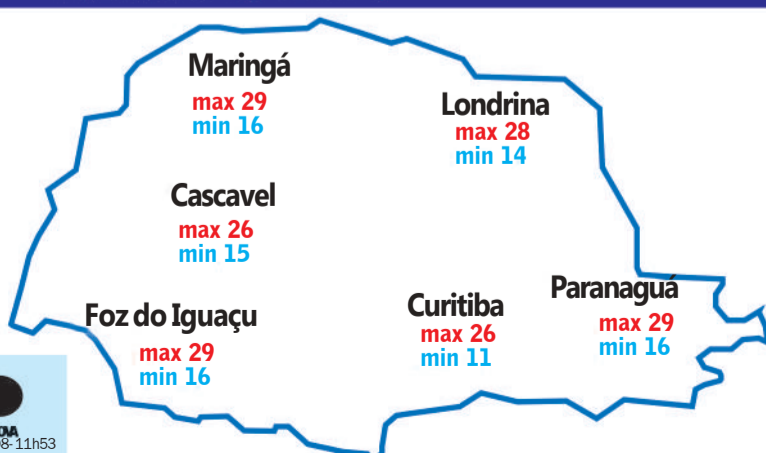 Maringá
max 29
min 16
Londrina
max 28
min 14
Cascavel
max 26
min 15
Foz do Iguaçu
max 29
min 16
Curitiba
max 26
min 11
Paranaguá
max 29
min 16
8-11h53